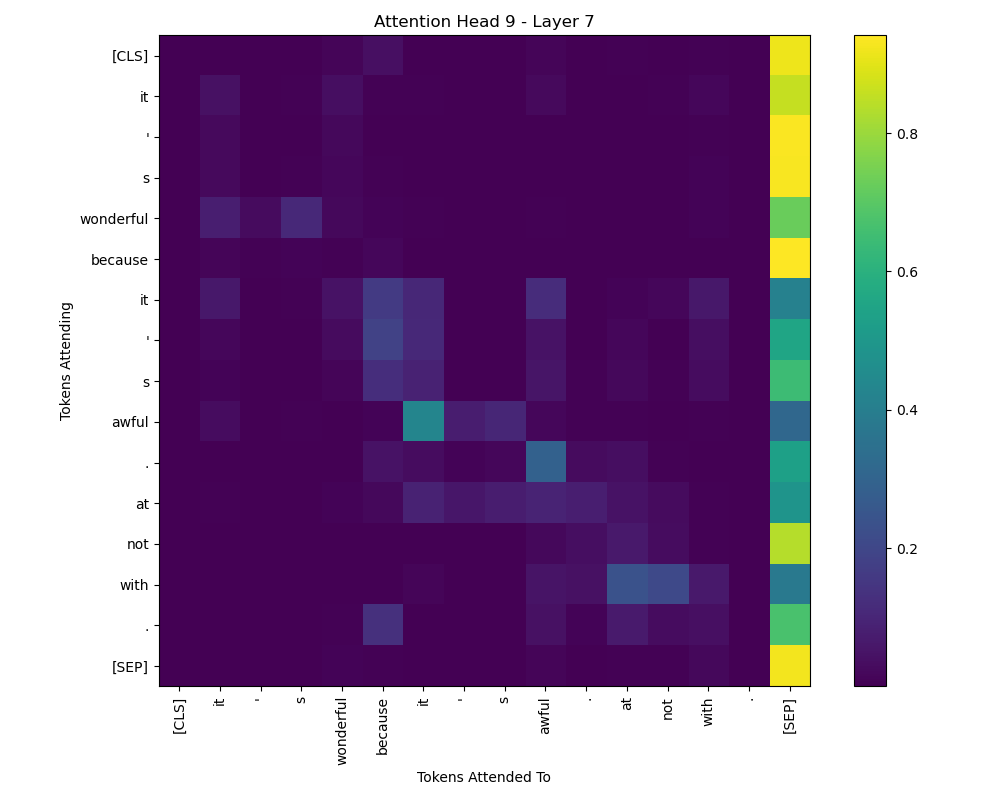 Attention Head 9 - Layer 7
[CLS]
it
'
s
wonderful
because
it
'
s
awful
.
at
not
with
.
[SEP]
Tokens Attending
[CLS]
it
'
s
wonderful
because
it
'
s
awful
.
at
not
with
.
[SEP]
Tokens Attended To
0.8
0.6
0.4
0.2